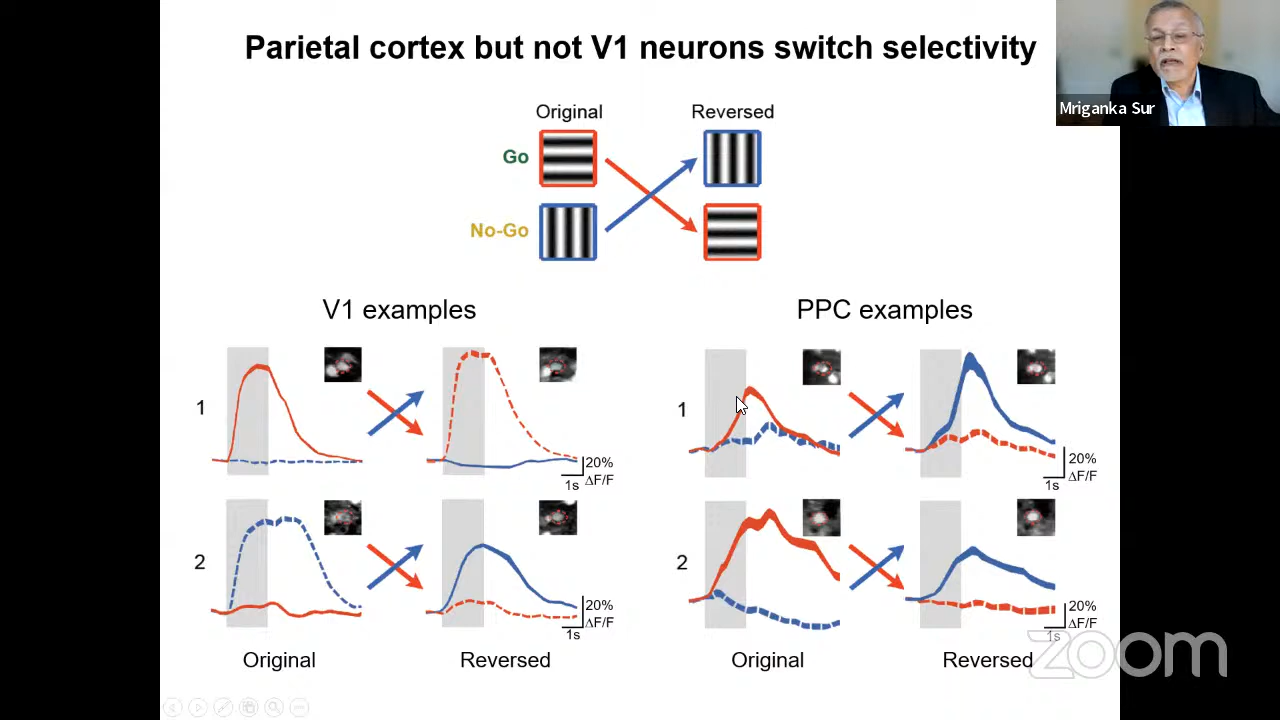 Parietal cortex but not V1 neurons switch selectivity
Mriganka Sur
Original
Reversed
Go
No-Go
V1 examples
PPC examples
1
20%
ΔF/F
1s
1
20%
ΔF/F
1s
2
20%
ΔF/F
1s
2
20%
ΔF/F
1s
Original
Reversed
Original
Reversed
zoom